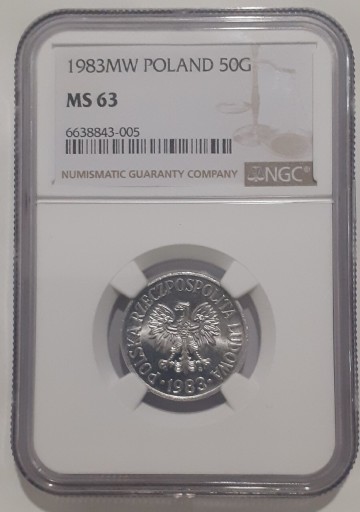 1983MW POLAND 50G
MS 63
6638843-005
NUMISMATIC GUARANTY COMPANY
NGC®
POLSKA RZECZPOSPOLITA LUDOWA
·1983·